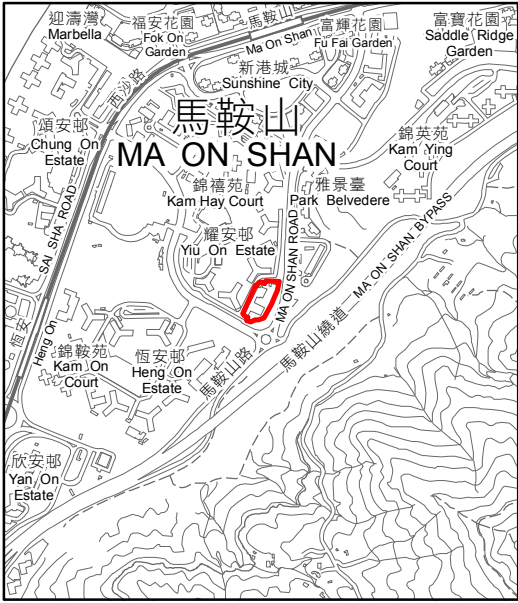 迎濤灣
Marbella
福安花園
Fok On
Garden
馬鞍山
Ma On Shan
富輝花園
Fu Fai Garden
富寶花園
Saddle Ridge
Garden
西沙路
新港城
Sunshine City
頌安邨
Chung On
Estate
馬鞍山
MA ON SHAN
錦英苑
Kam Ying
Court
錦禧苑
Kam Hay Court
雅景臺
Park Belvedere
耀安邨
Yiu On Estate
SAI SHA ROAD
MA ON SHAN ROAD
MA ON SHAN BYPASS
恆安
Heng On
錦鞍苑
Kam On
Court
恆安邨
Heng On
Estate
馬鞍山路
馬鞍山繞道
欣安邨
Yan On
Estate